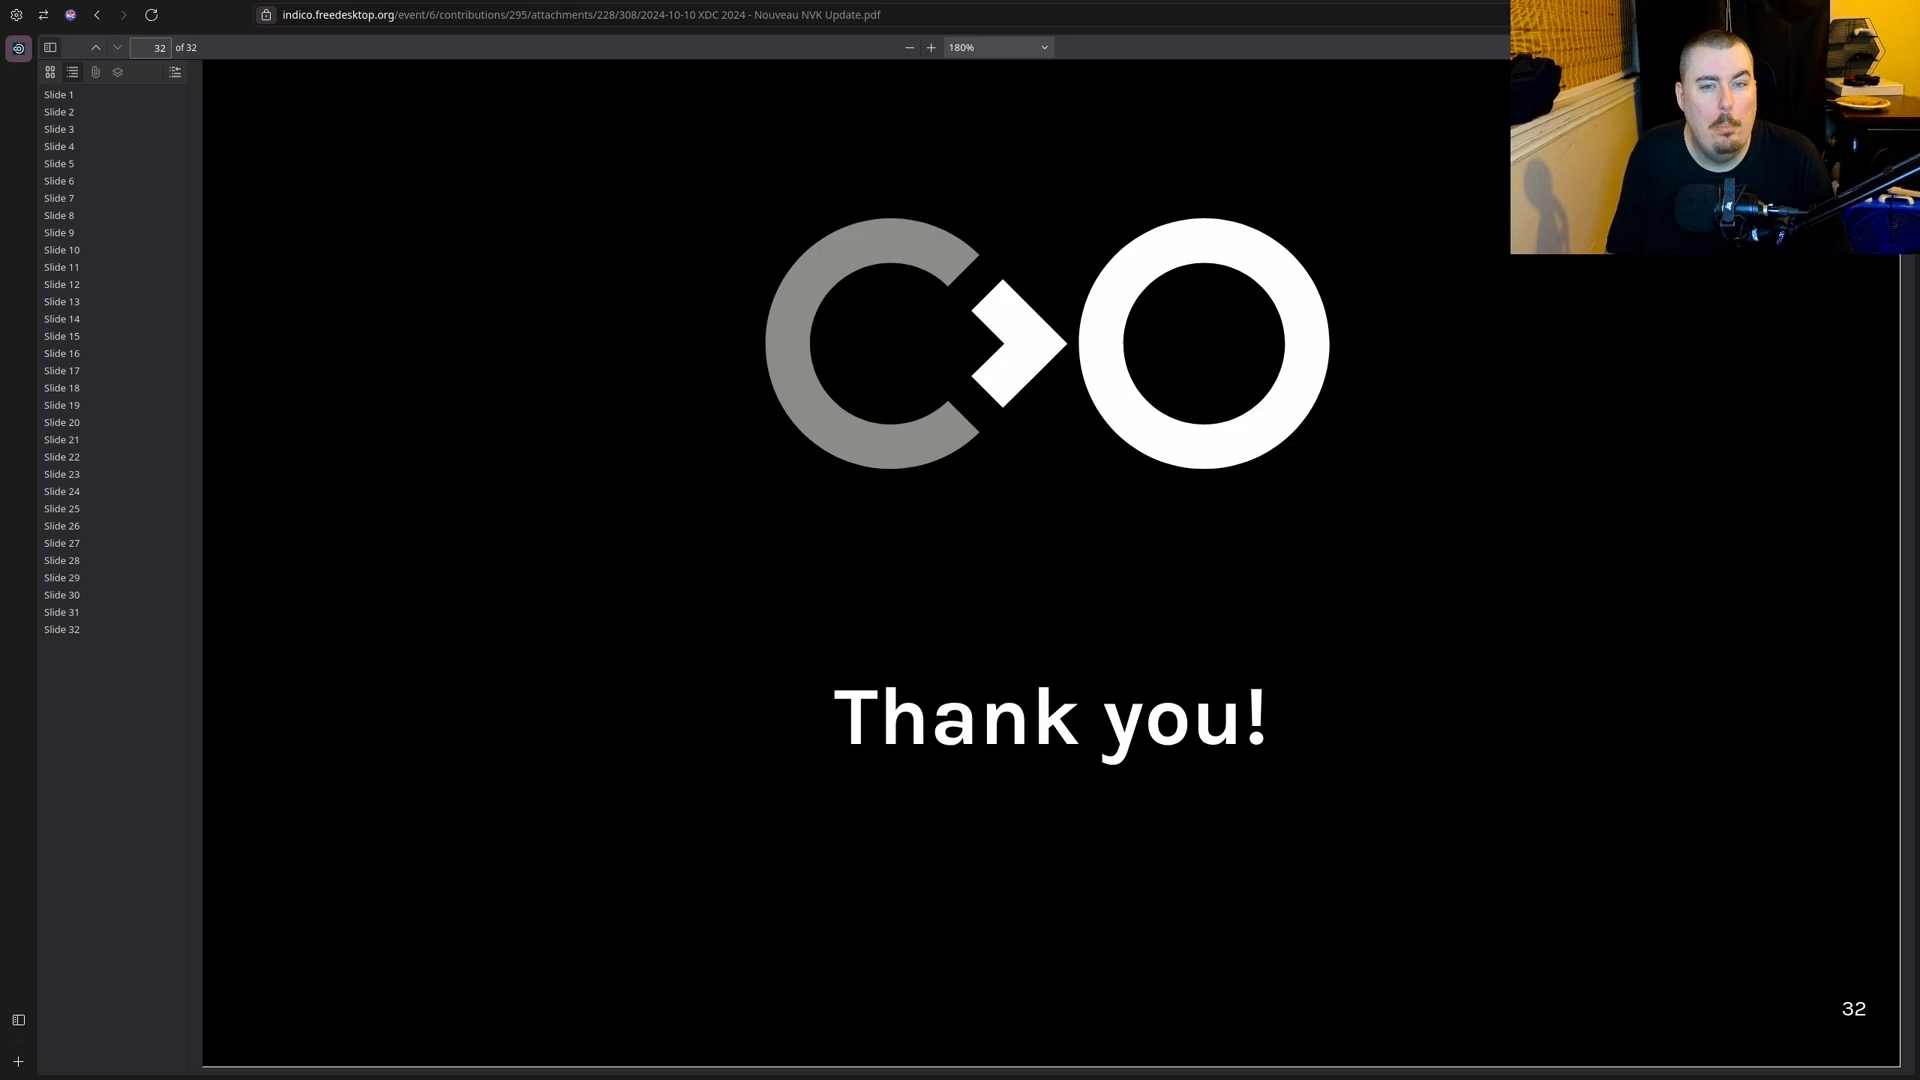 indico.freedesktop.org/event/6/contributions/295/attachments/228/308/2024-10-10 XDC 2024 - Nouveau NVK Update.pdf
32 of 32
180%
Slide 1
Slide 2
Slide 3
Slide 4
Slide 5
Slide 6
Slide 7
Slide 8
Slide 9
Slide 10
Slide 11
Slide 12
Slide 13
Slide 14
Slide 15
Slide 16
Slide 17
Slide 18
Slide 19
Slide 20
Slide 21
Slide 22
Slide 23
Slide 24
Slide 25
Slide 26
Slide 27
Slide 28
Slide 29
Slide 30
Slide 31
Slide 32
Thank you!
32